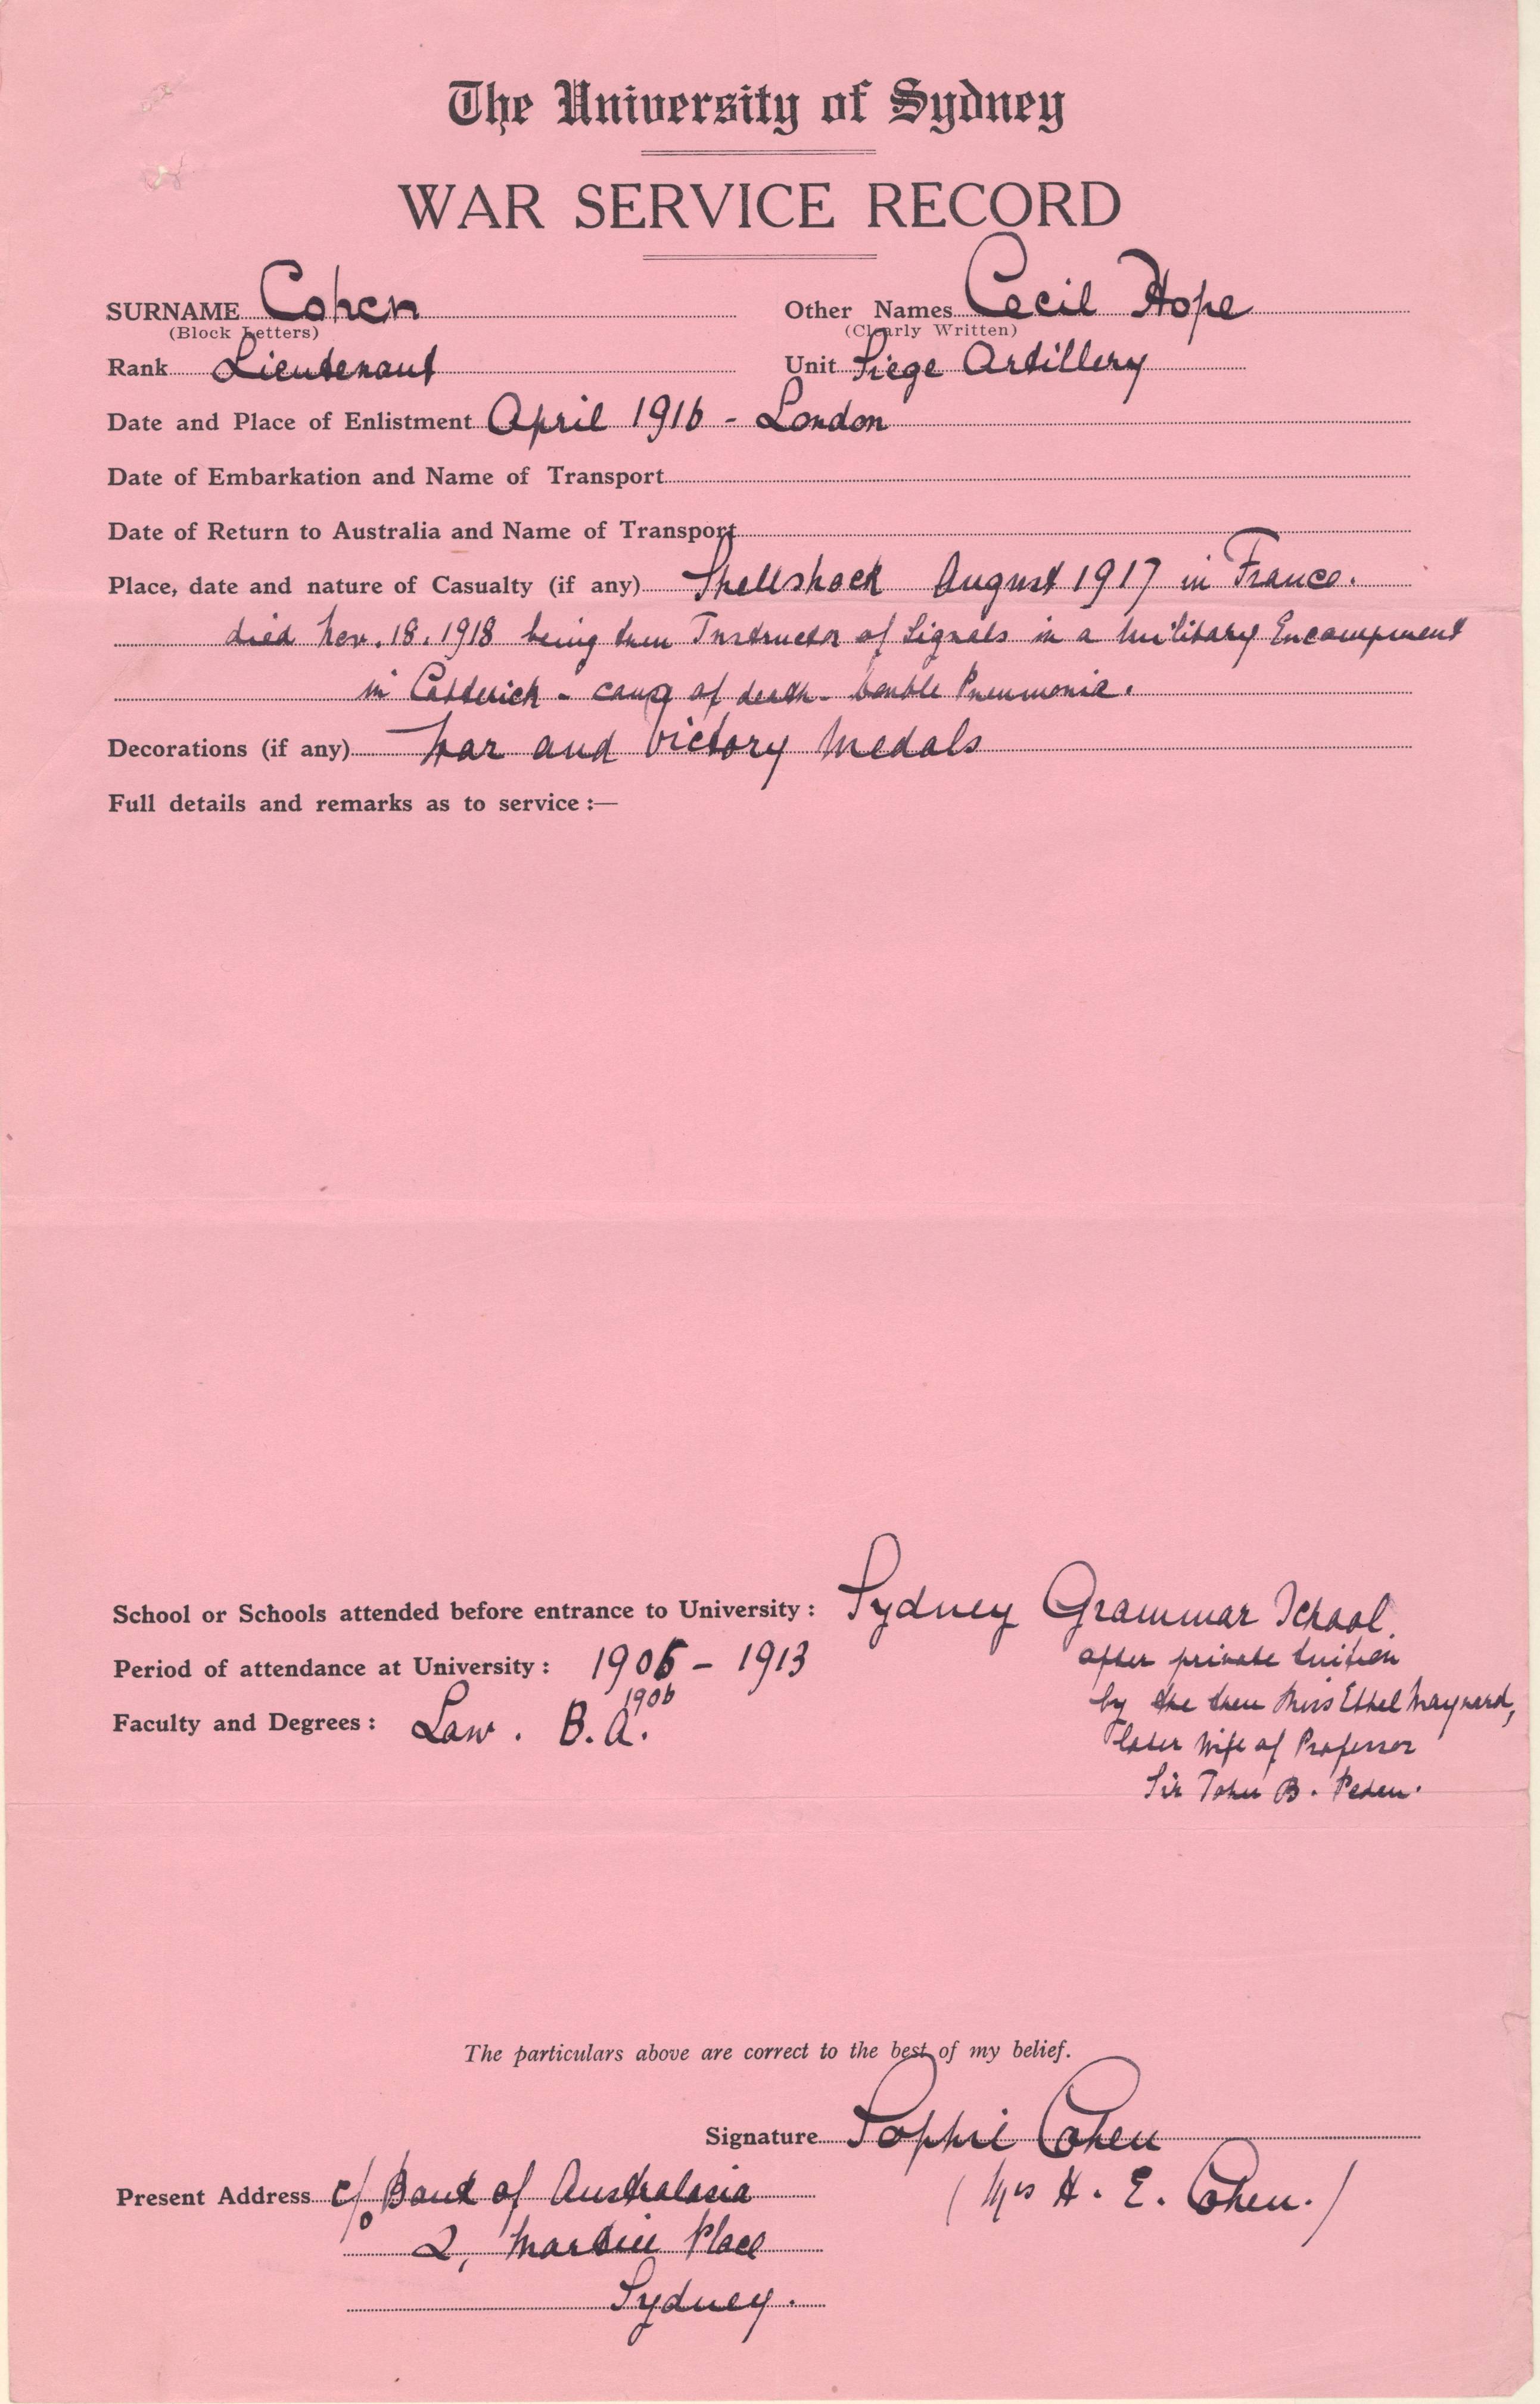 The University of Sydney
WAR SERVICE RECORD
SURNAME Cohen Other Names Cecil Hope
(Block Letters) (Clearly Written)
Rank Lieutenant Unit Siege Artillery
Date and Place of Enlistment April 1916 - London
Date of Embarkation and Name of Transport
Date of Return to Australia and Name of Transport
Place, date and nature of Casualty (if any) Shellshock August 1917 in France.
died Nov. 18. 1918 being then Instructor of Signals in a Military Encampment
in Catterick - cause of death - Double Pneumonia.
Decorations (if any) War and Victory Medals
Full details and remarks as to service :—
School or Schools attended before entrance to University : Sydney Grammar School.
after private tuition
by the then Miss Ethel Maynard,
later wife of Professor
Sir John B. Peden.
Period of attendance at University : 1906 - 1913
Faculty and Degrees : Law. B.A. 1906
The particulars above are correct to the best of my belief.
Signature Sophie Cohen
(Mrs H. E. Cohen.)
Present Address c/o Bank of Australasia
2, Martin Place
Sydney.